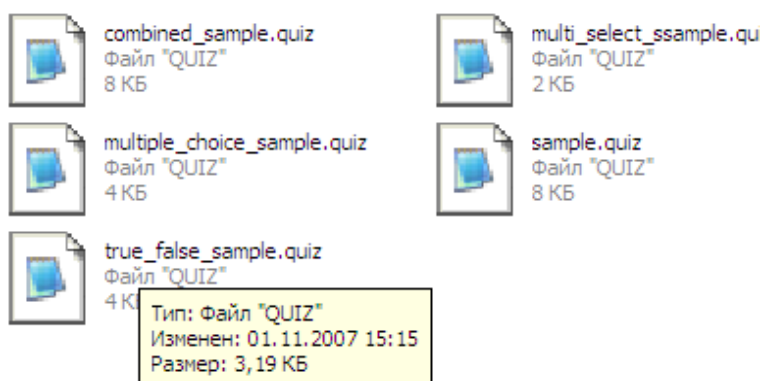 combined_sample.quiz
Файл "QUIZ"
8 КБ
multi_select_ssample.qui
Файл "QUIZ"
2 КБ
multiple_choice_sample.quiz
Файл "QUIZ"
4 КБ
sample.quiz
Файл "QUIZ"
8 КБ
true_false_sample.quiz
Файл "QUIZ"
4 КБ
Тип: Файл "QUIZ"
Изменен: 01.11.2007 15:15
Размер: 3,19 КБ